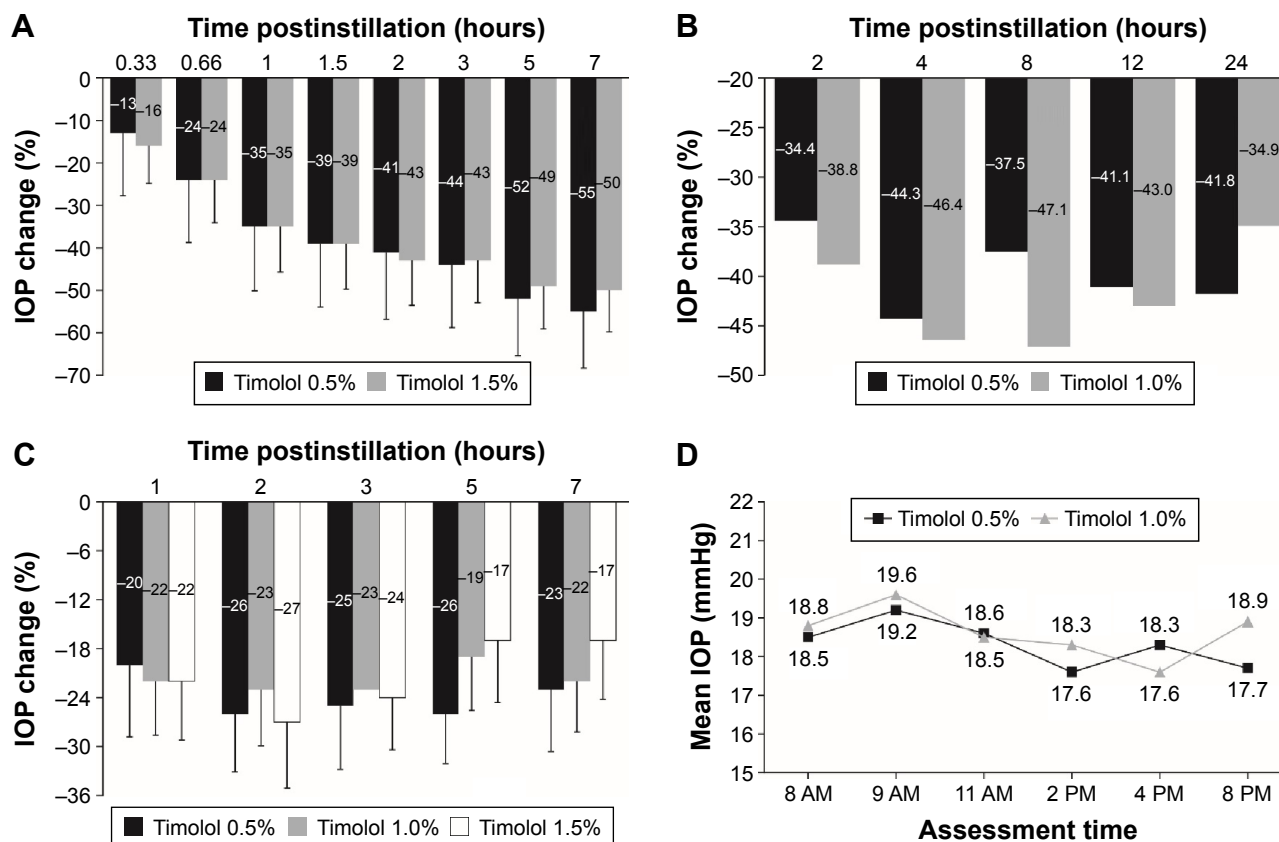 A
Time postinstillation (hours)
0.33 0.66 1 1.5 2 3 5 7
IOP change (%)
0
–10
–20
–30
–40
–50
–60
–70
–13 –16 –24 –24 –35 –35 –39 –39 –41 –43 –44 –43 –52 –49 –55 –50
Timolol 0.5% Timolol 1.5%
B
Time postinstillation (hours)
2 4 8 12 24
IOP change (%)
–20
–25
–30
–35
–40
–45
–50
–34.4 –38.8 –44.3 –46.4 –37.5 –47.1 –41.1 –43.0 –41.8 –34.9
Timolol 0.5% Timolol 1.0%
C
Time postinstillation (hours)
1 2 3 5 7
IOP change (%)
0
–6
–12
–18
–24
–30
–36
–20 –22 –22 –26 –23 –27 –25 –23 –24 –26 –19 –17 –23 –22 –17
Timolol 0.5% Timolol 1.0% Timolol 1.5%
D
Mean IOP (mmHg)
22
21
20
19
18
17
16
15
Timolol 0.5% Timolol 1.0%
18.8 19.6 18.6 18.3 18.3 18.9
18.5 19.2 18.5 17.6 17.6 17.7
8 AM 9 AM 11 AM 2 PM 4 PM 8 PM
Assessment time